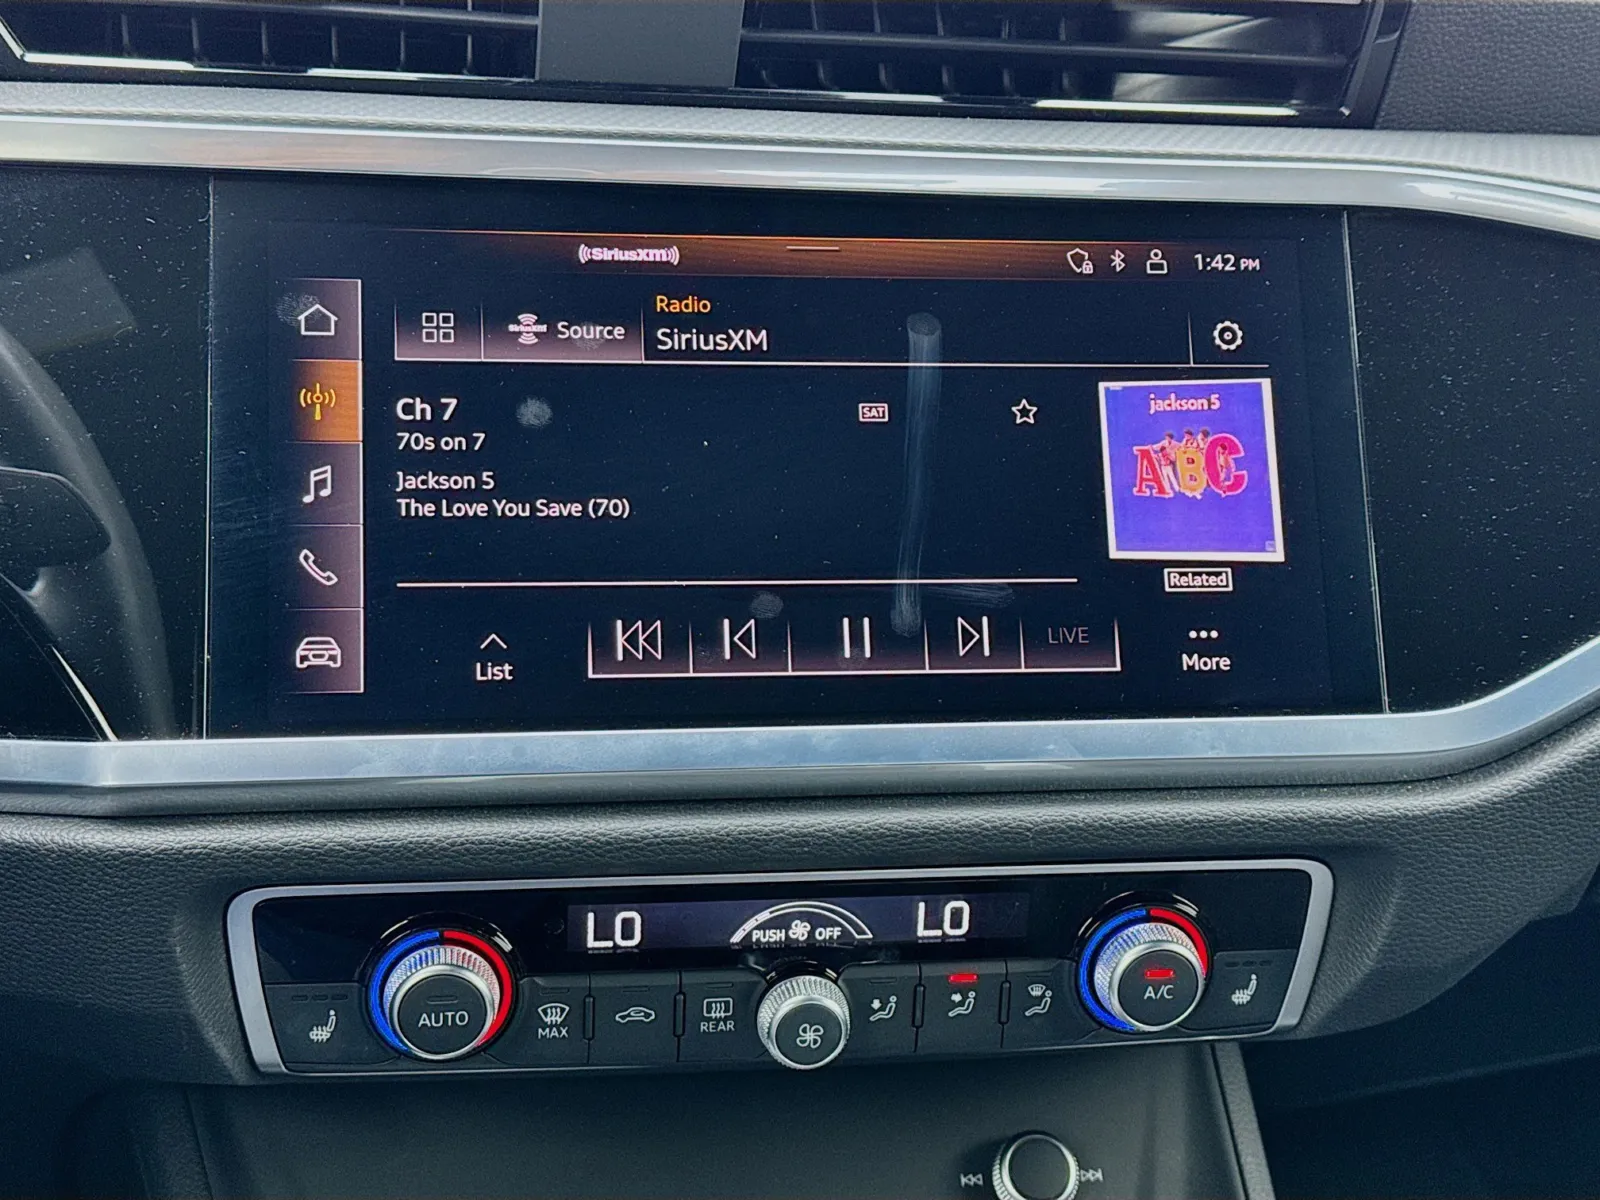 SiriusXM
1:42 PM
SiriusXM
Source
Radio
SiriusXM
Ch 7
SAT
70s on 7
Jackson 5
The Love You Save (70)
jackson 5
ABC
Related
List
LIVE
More
LO
PUSH OFF
LO
AUTO
MAX
REAR
A/C